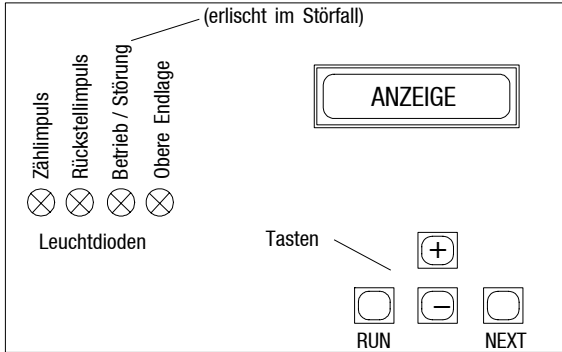 (erlischt im Störfall)
Zählimpuls
Rückstellimpuls
Betrieb / Störung
Obere Endlage
ANZEIGE
Leuchtdioden
Tasten
+
−
RUN
NEXT